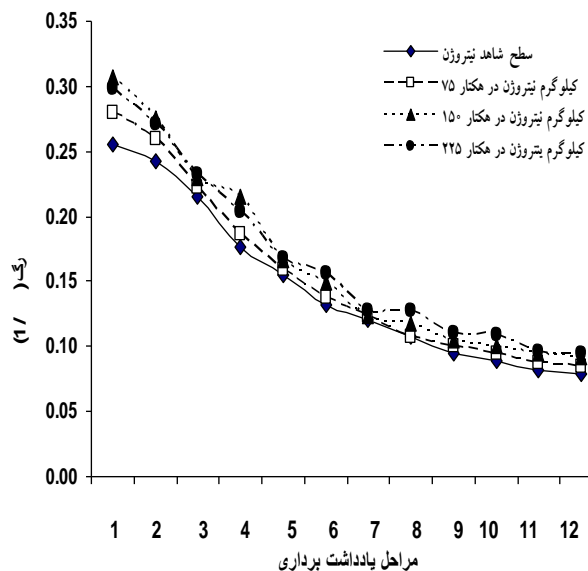 0.35
0.30
0.25
0.20
0.15
0.10
0.05
0.00
سطح شاهد نیتروژن
کیلوگرم نیتروژن در هکتار ۷۵
کیلوگرم نیتروژن در هکتار ۱۵۰
کیلوگرم یتتروژن در هکتار ۲۲۵
(1 /
1 2 3 4 5 6 7 8 9 10 11 12
مراحل یادداشت برداری